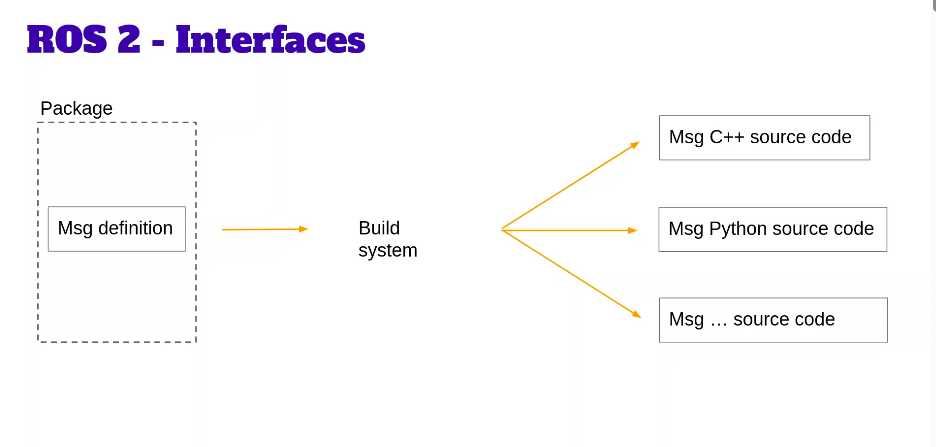 ROS 2 - Interfaces
Package
Msg definition
Build
system
Msg C++ source code
Msg Python source code
Msg … source code